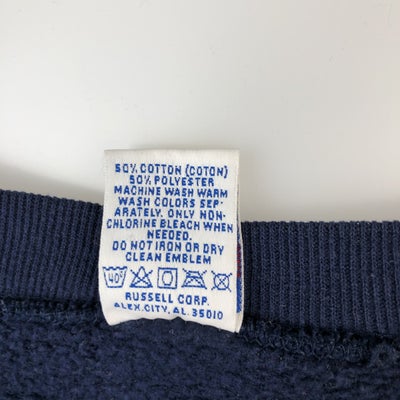 50% COTTON (COTON)
50% POLYESTER
MACHINE WASH WARM
WASH COLORS SEP-
ARATELY. ONLY NON-
CHLORINE BLEACH WHEN
NEEDED.
DO NOT IRON OR DRY
CLEAN EMBLEM
40°
RUSSELL CORP.
ALEX.CITY, AL. 35010